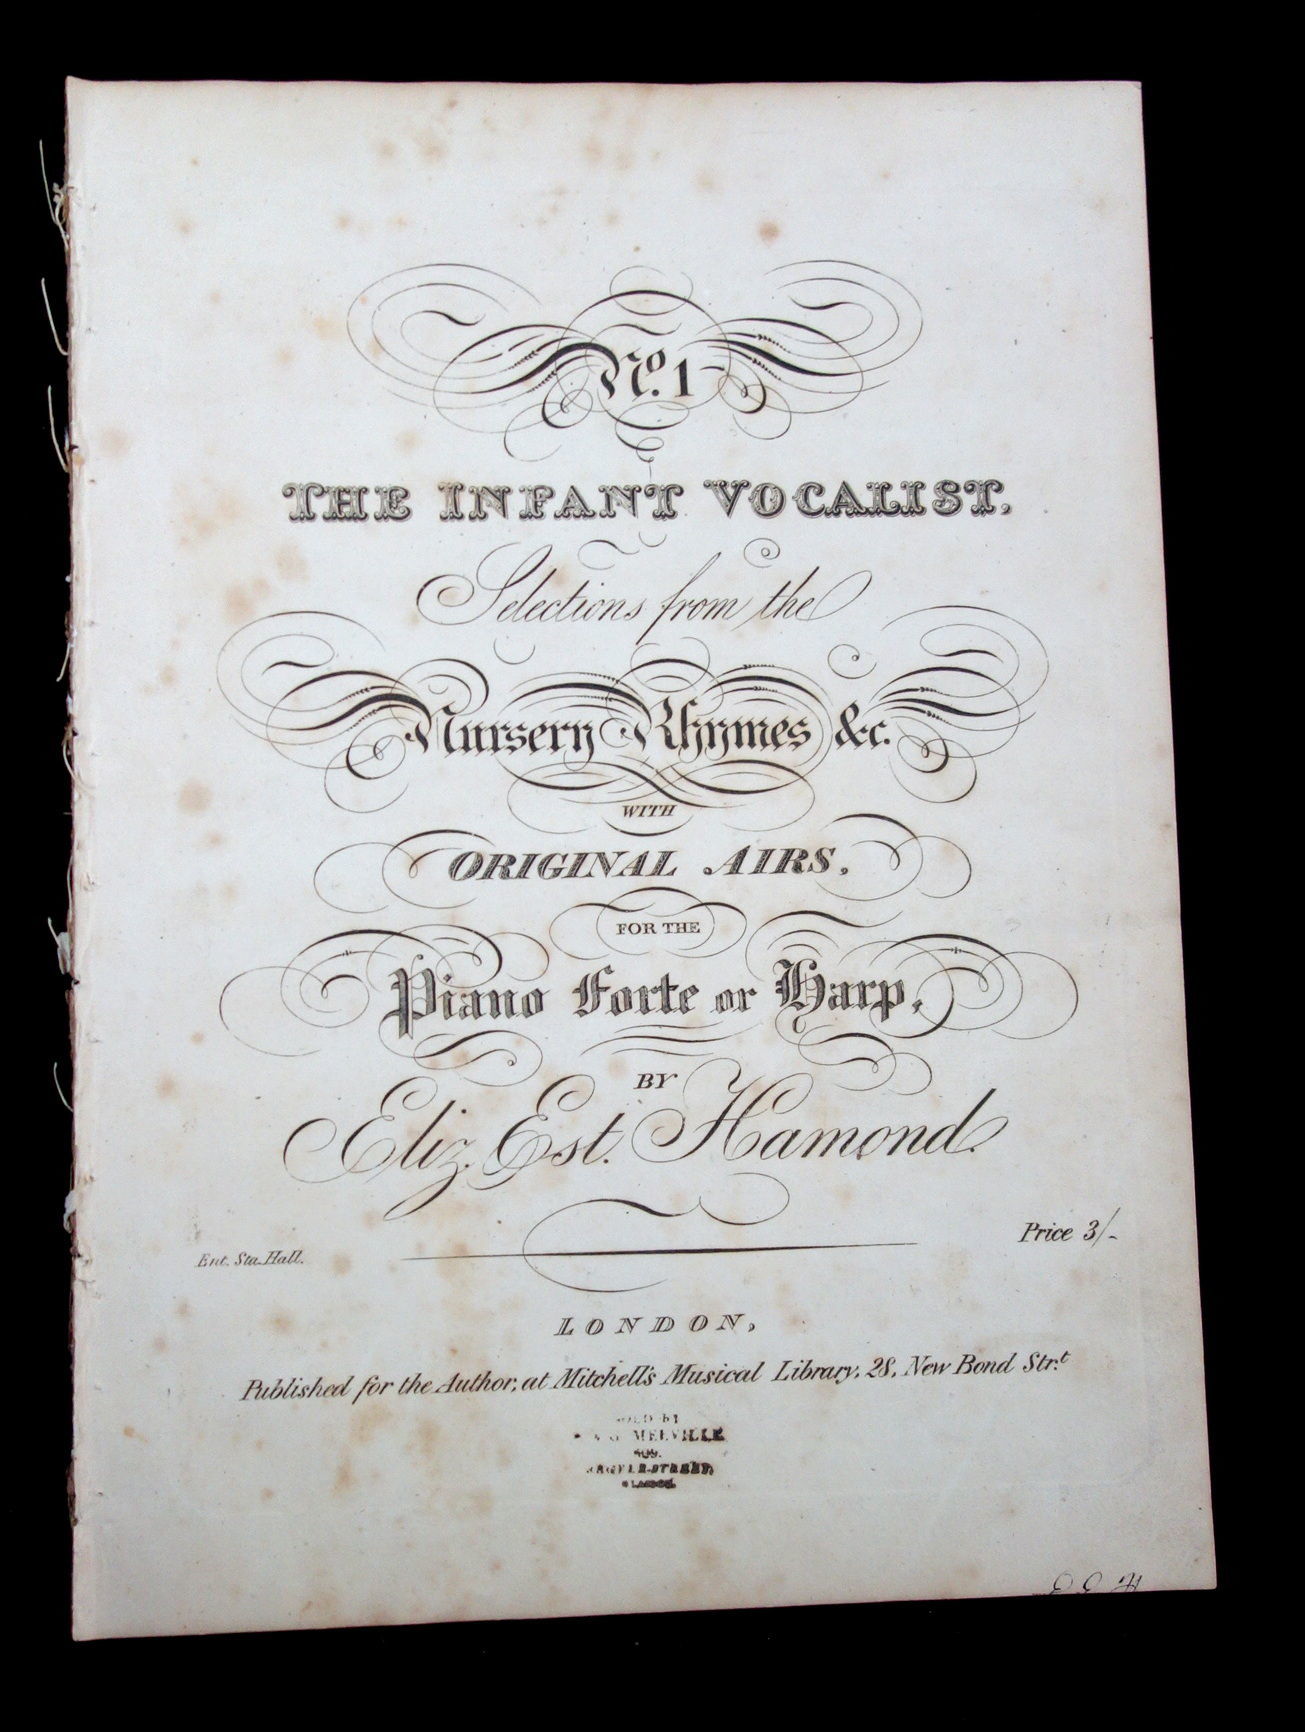 No. 1
THE INFANT VOCALIST.
Selections from the
Nursery Rhymes &c.
WITH
ORIGINAL AIRS,
FOR THE
Piano Forte or Harp,
BY
Eliz. Est. Hamond.
Price 3/-
Ent. Sta. Hall.
LONDON,
Published for the Author, at Mitchell's Musical Library, 28, New Bond Str.t
MELVILLE